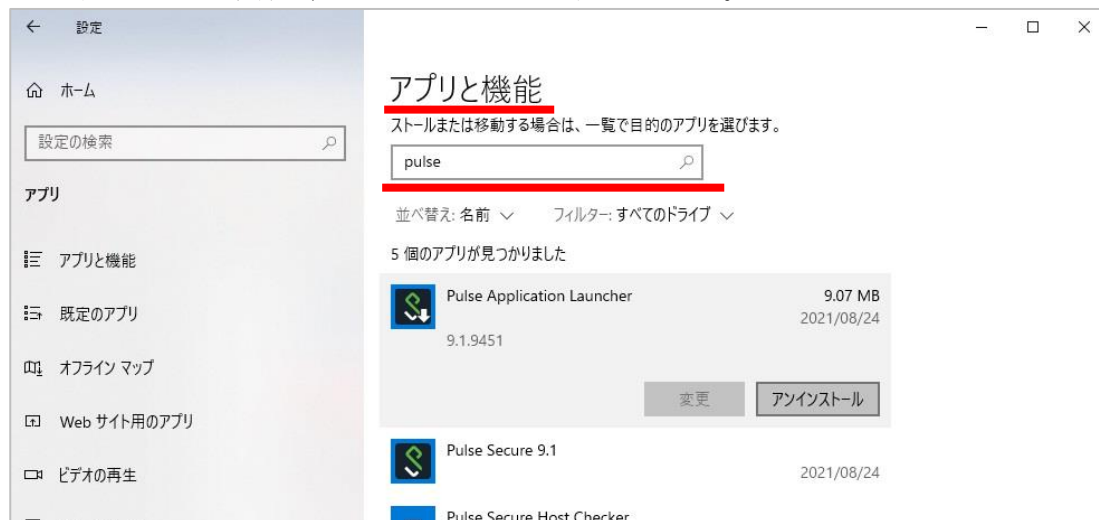 設定
ホーム
設定の検索
アプリ
アプリと機能
既定のアプリ
オフライン マップ
Web サイト用のアプリ
ビデオの再生
アプリと機能
ストールまたは移動する場合は、一覧で目的のアプリを選びます。
pulse
並べ替え: 名前 フィルター: すべてのドライブ
5 個のアプリが見つかりました
Pulse Application Launcher 9.07 MB
2021/08/24
9.1.9451
変更 アンインストール
Pulse Secure 9.1
2021/08/24
Pulse Secure Host Checker